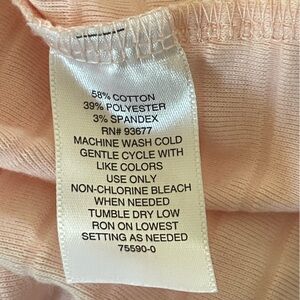 58% COTTON
39% POLYESTER
3% SPANDEX
RN# 93677
MACHINE WASH COLD
GENTLE CYCLE WITH
LIKE COLORS
USE ONLY
NON-CHLORINE BLEACH
WHEN NEEDED
TUMBLE DRY LOW
RON ON LOWEST
SETTING AS NEEDED
75590-0